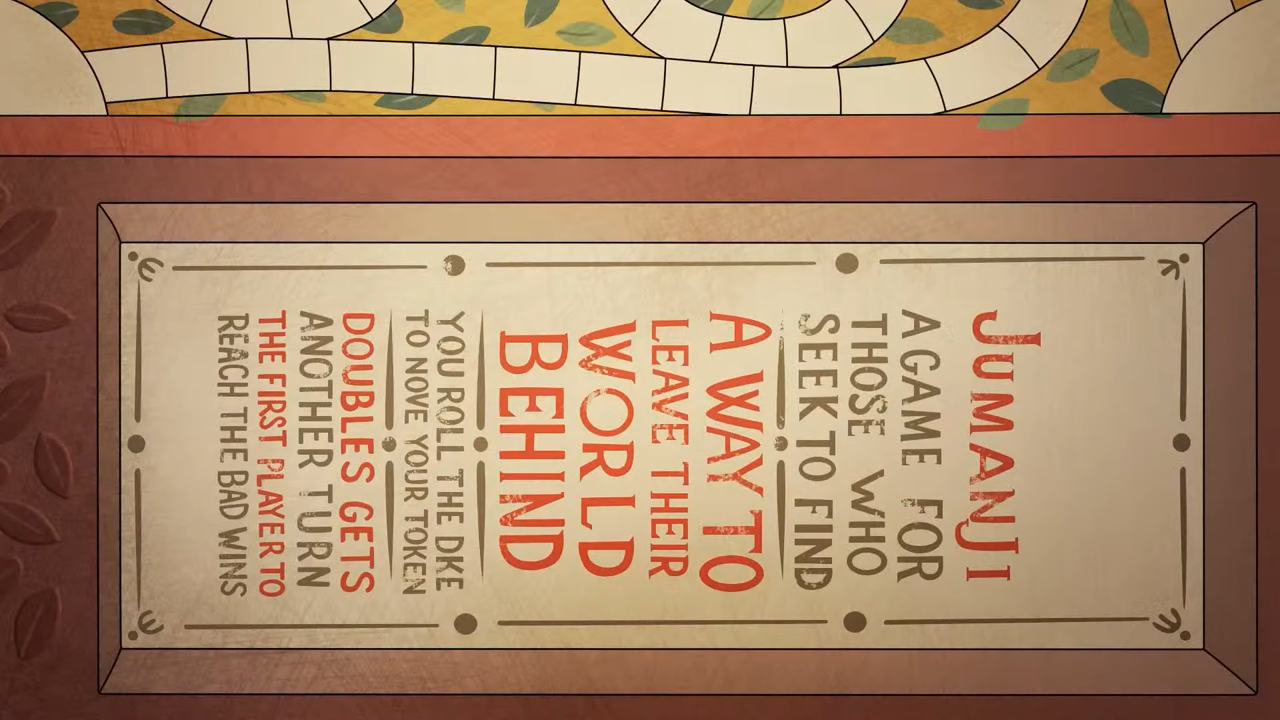 JUMANJI
A GAME FOR
THOSE WHO
SEEK TO FIND
A WAY TO
LEAVE THEIR
WORLD
BEHIND
YOU ROLL THE DKE
TO NOVE YOUR TOKEN
DOUBLES GETS
ANOTHER TURN
THE FIRST PLAYER TO
REACH THE BAD WINS